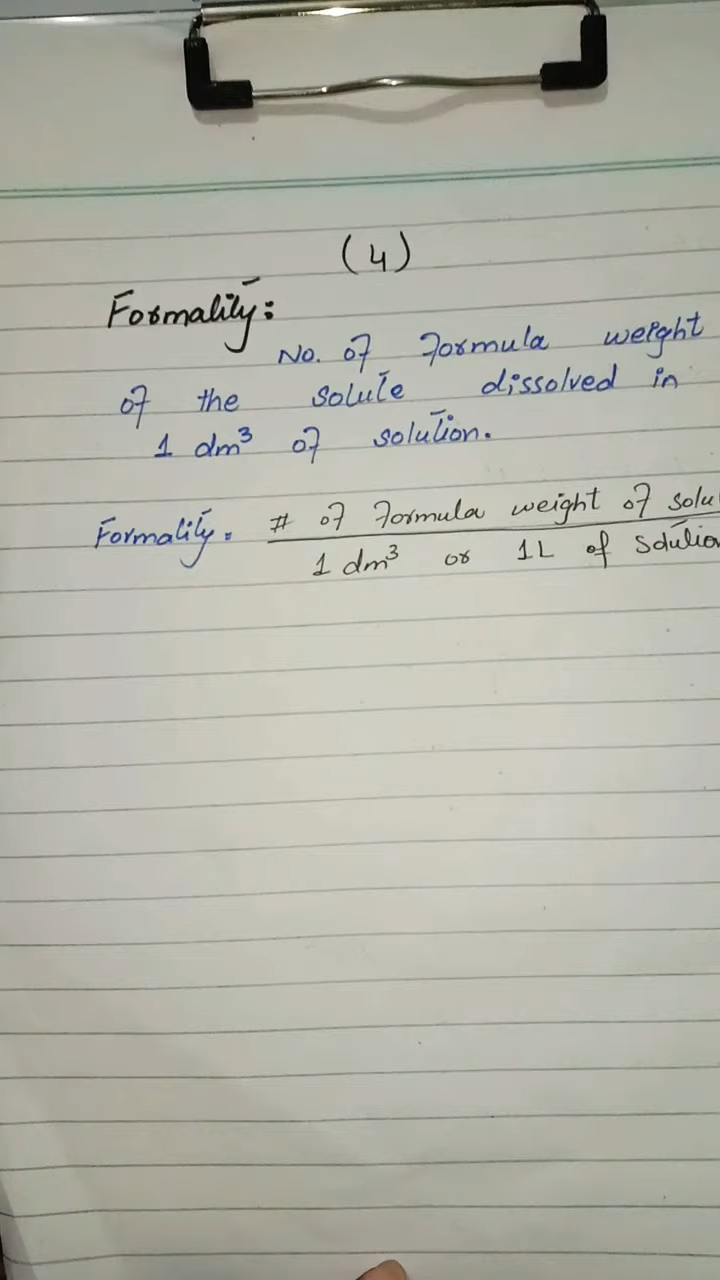 (4)
Formality:
No. of formula weight
of the solute dissolved in
1 dm³ of solution.
Formality = # of formula weight of solu
1 dm³ or 1L of Solutio